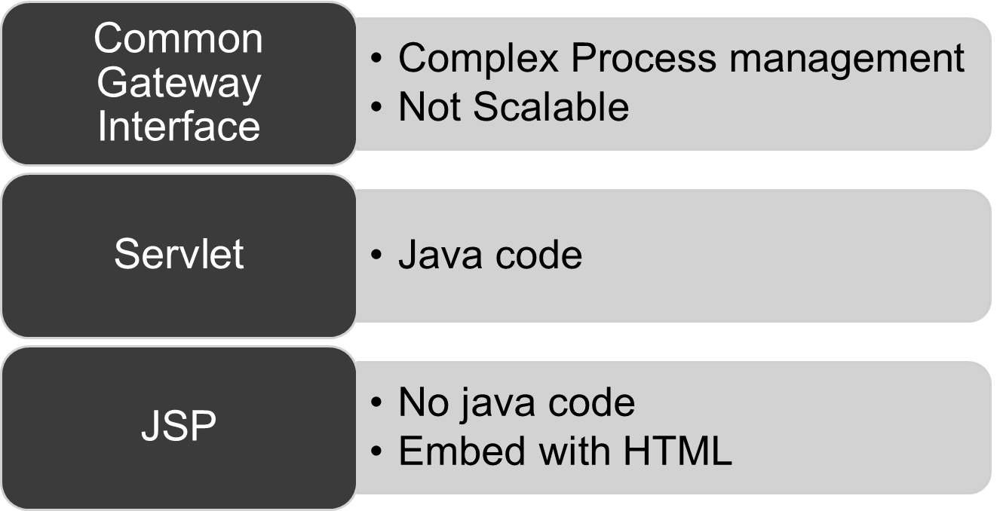 Common
Gateway
Interface
• Complex Process management
• Not Scalable
Servlet
• Java code
JSP
• No java code
• Embed with HTML